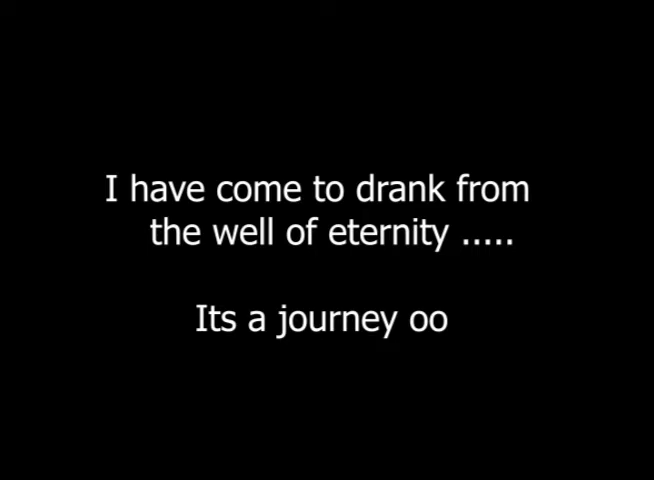 I have come to drank from
the well of eternity .....
Its a journey oo